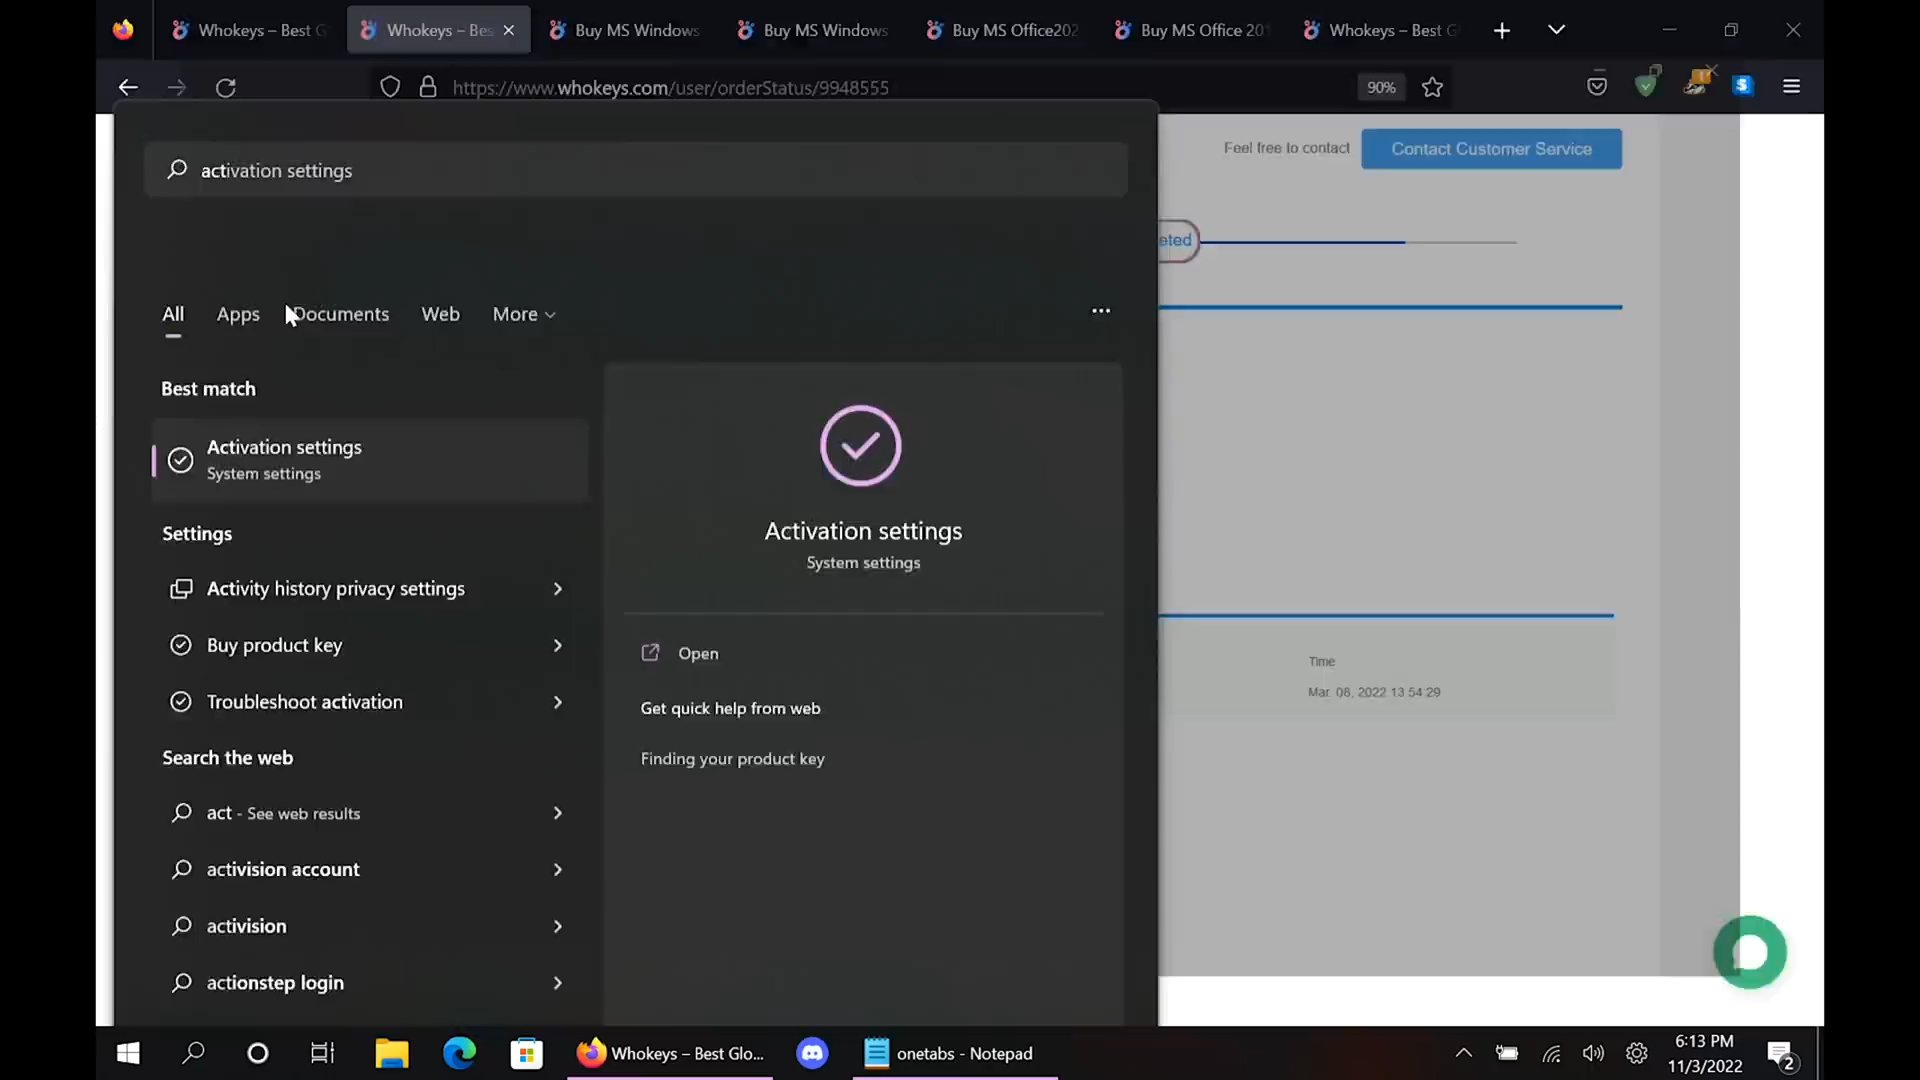 Whokeys – Best G
Whokeys – Bes
Buy MS Windows
Buy MS Windows
Buy MS Office202
Buy MS Office 201
Whokeys – Best G
https://www.whokeys.com/user/orderStatus/9948555
90%
Feel free to contact
Contact Customer Service
activation settings
eted
All
Apps
Documents
Web
More
Best match
Activation settings
System settings
Activation settings
System settings
Settings
Activity history privacy settings
Buy product key
Troubleshoot activation
Open
Get quick help from web
Finding your product key
Time
Mar. 08, 2022 13 54:29
Search the web
act - See web results
activision account
activision
actionstep login
Whokeys – Best Glo...
onetabs - Notepad
6:13 PM
11/3/2022
2